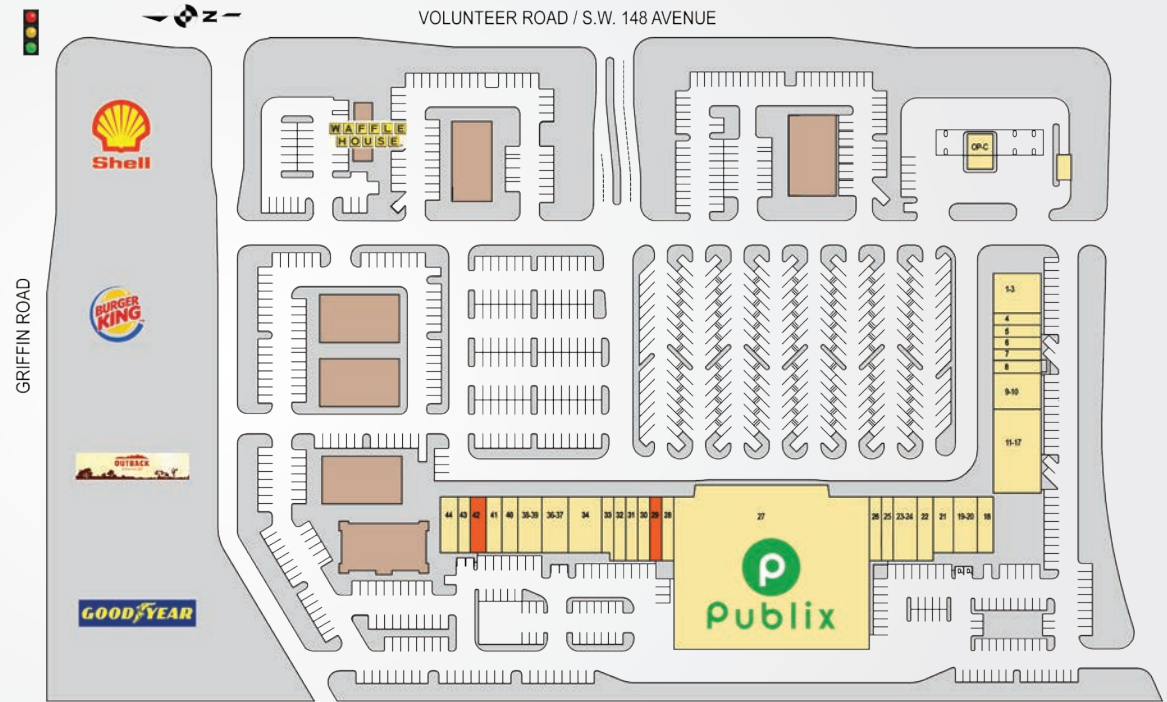 Z
VOLUNTEER ROAD / S.W. 148 AVENUE
Shell
WAFFLE
HOUSE
OP-C
GRIFFIN ROAD
BURGER
KING
1-3
4
5
6
7
8
9-10
11-17
OUTBACK
44 43 42 41 40 38-39 36-37 34 33 32 31 30 29 28 27 26 25 23-24 22 21 19-20 18
P
Publix
GOODYEAR